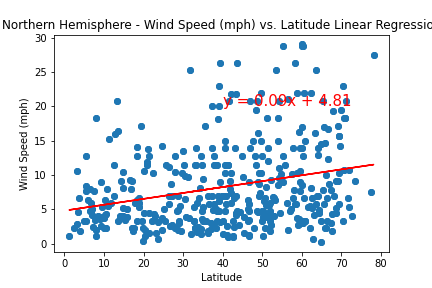 Northern Hemisphere - Wind Speed (mph) vs. Latitude Linear Regressio
30
25
20
15
10
5
0
Wind Speed (mph)
y = 0.09x + 4.81
0 10 20 30 40 50 60 70 80
Latitude